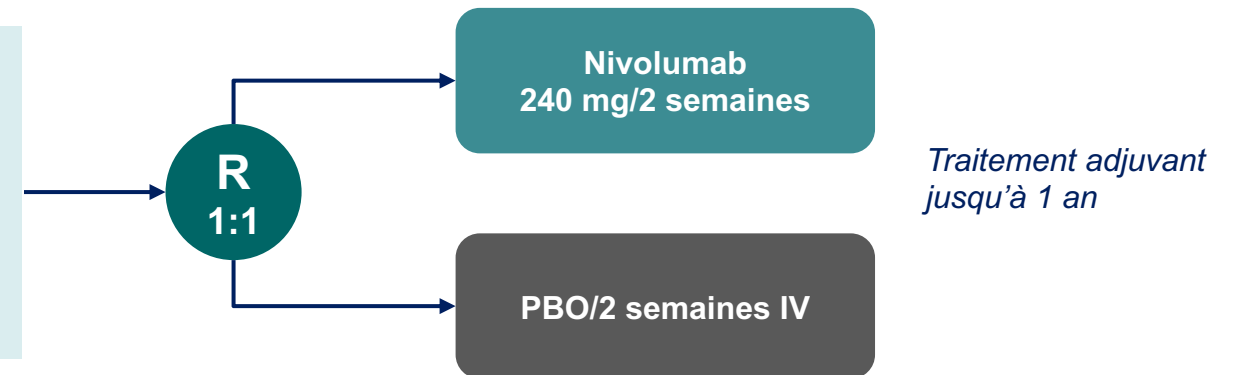 R
1:1
Nivolumab
240 mg/2 semaines
PBO/2 semaines IV
Traitement adjuvant
jusqu’à 1 an